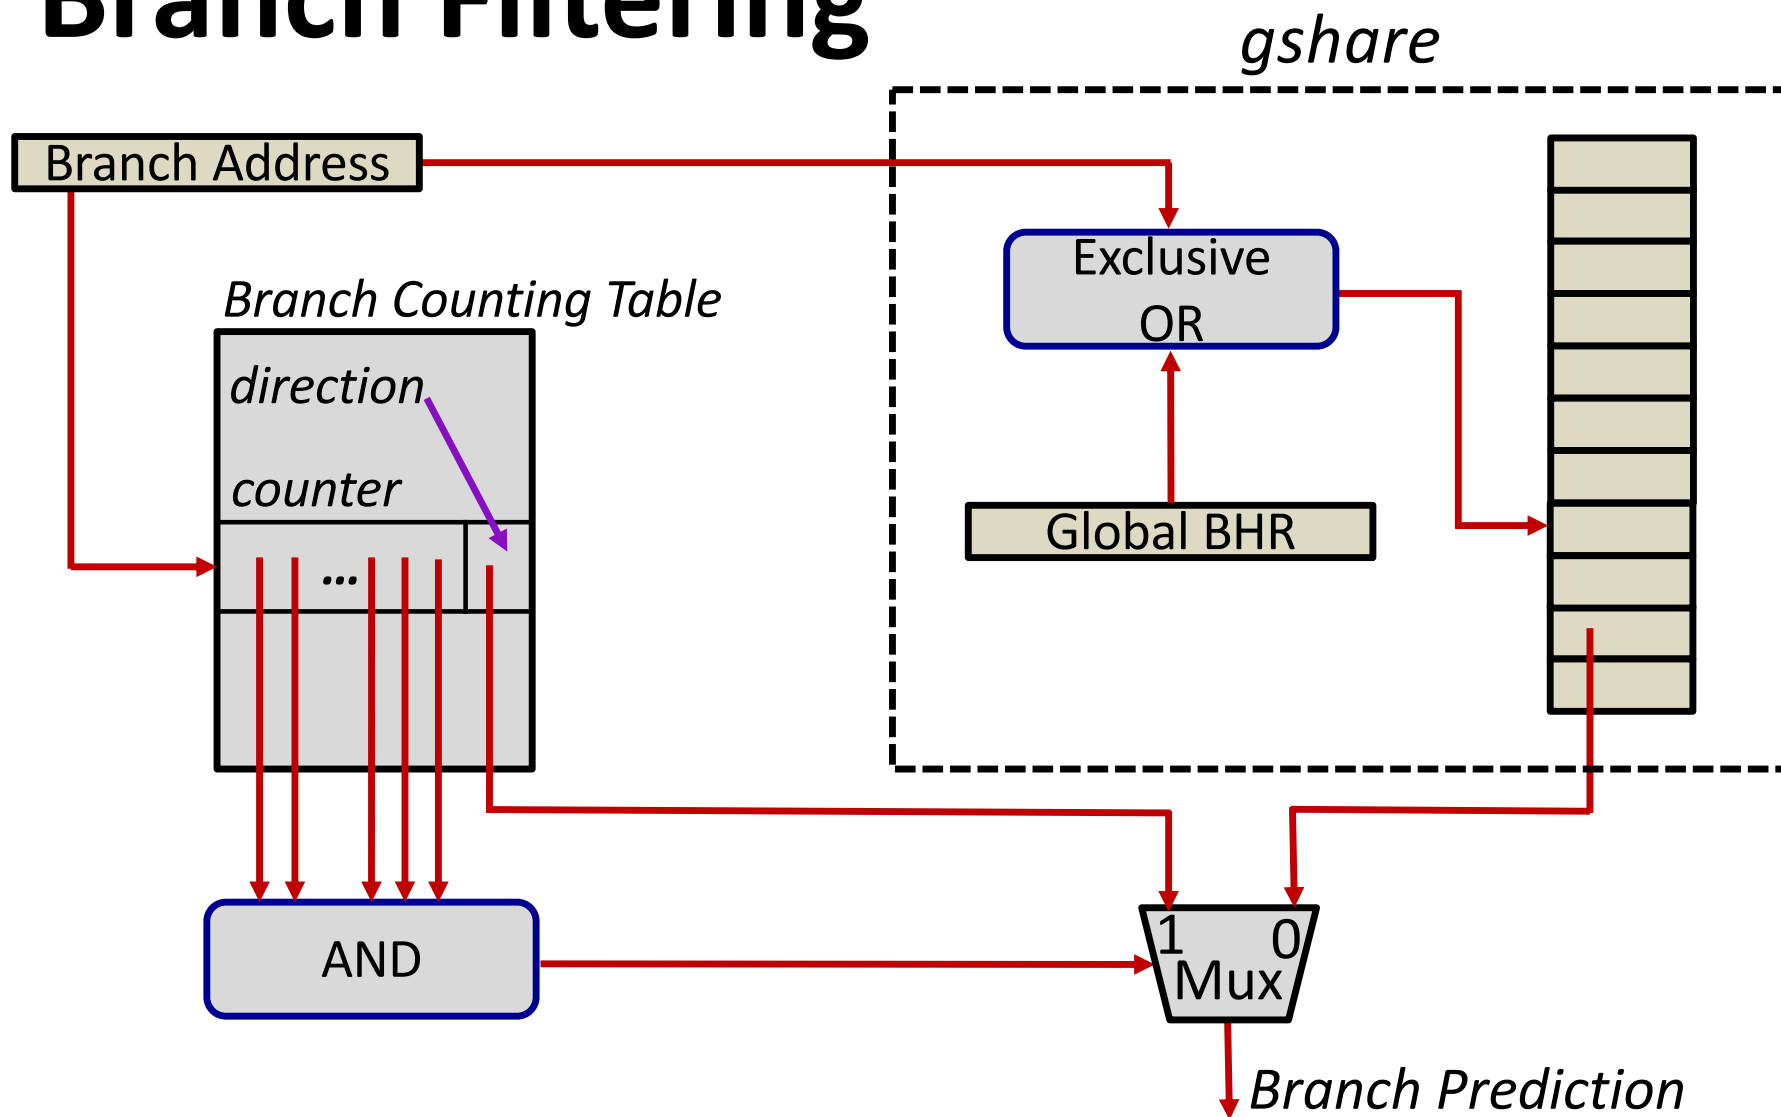 Branch Filtering
gshare
Branch Address
Exclusive
OR
Branch Counting Table
direction
counter
...
Global BHR
AND
1 0
Mux
Branch Prediction